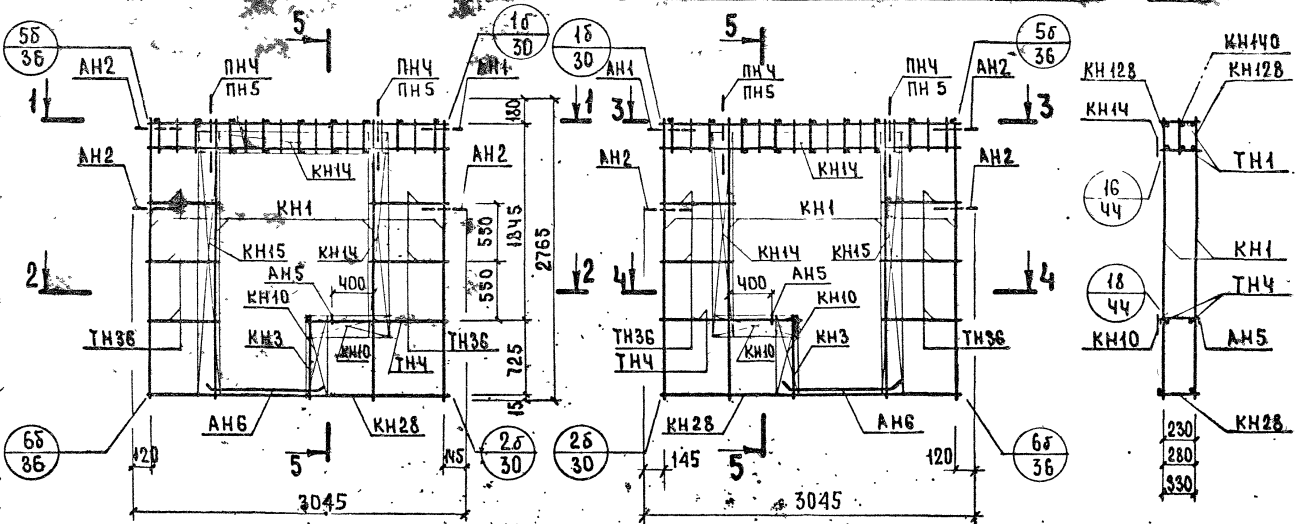 5б
36
5
1б
30
АН2
ПН4
ПН5
ПН4
ПН5
АН1
1
1
180
АН2
КН14
АН2
КН1
550
1845
2765
КН15
КН14
2
АН5
2
400
550
КН10
ТН36
КН3
КН10
ТН4
ТН36
725
15
АН6
КН28
6б
36
2б
30
120
5
145
3045
1б
30
5
5б
36
АН1
ПН4
ПН5
ПН4
ПН5
АН2
3
3
АН2
КН14
АН2
КН1
КН14
КН15
4
АН5
4
400
КН10
ТН36
ТН4
КН10
КН3
ТН36
КН28
АН6
2б
30
6б
36
145
5
120
3045
КН140
КН128
КН128
КН14
ТН1
16
44
КН1
18
44
ТН4
КН10
АН5
КН28
230
280
330